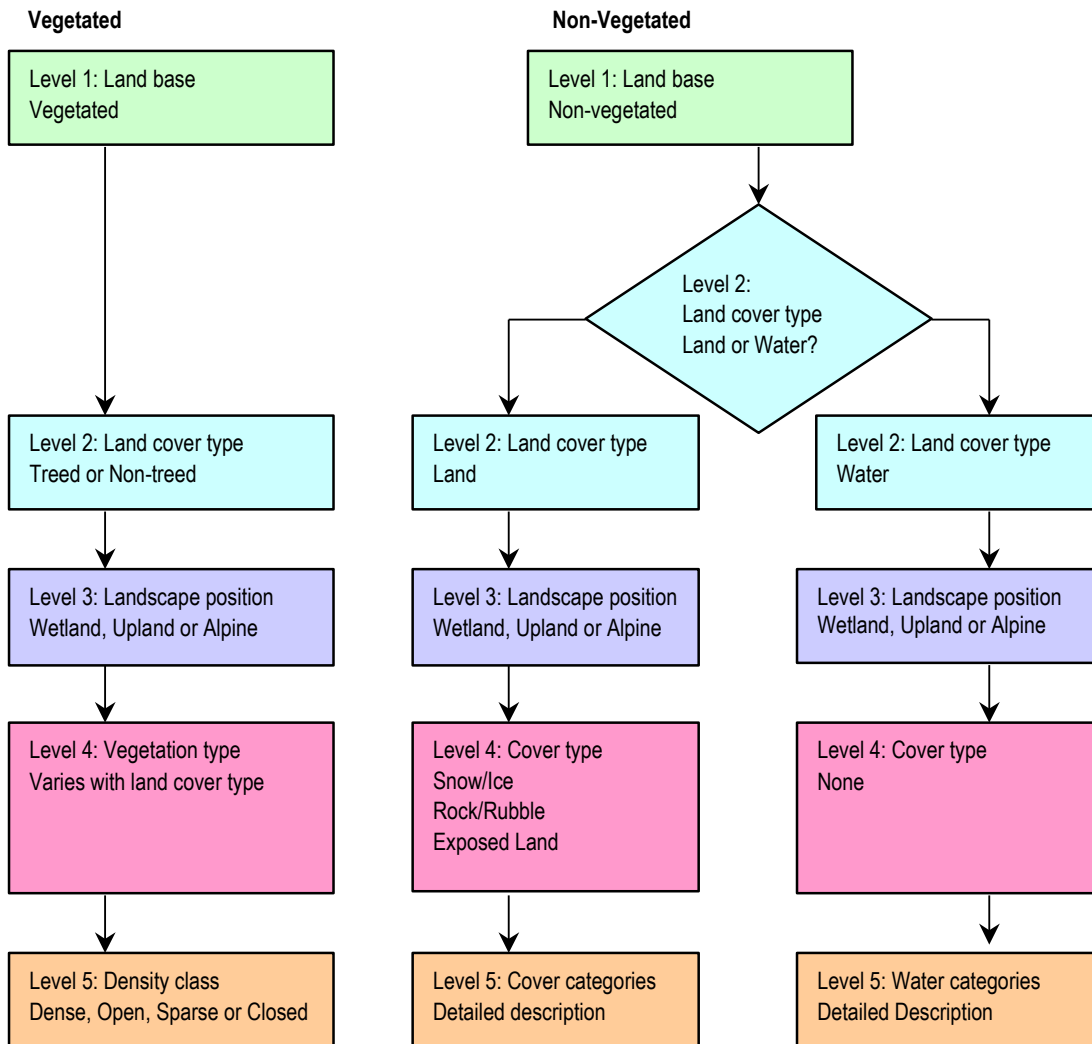 Vegetated
Non-Vegetated
Level 1: Land base
Vegetated
Level 1: Land base
Non-vegetated
Level 2:
Land cover type
Land or Water?
Level 2: Land cover type
Treed or Non-treed
Level 2: Land cover type
Land
Level 2: Land cover type
Water
Level 3: Landscape position
Wetland, Upland or Alpine
Level 3: Landscape position
Wetland, Upland or Alpine
Level 3: Landscape position
Wetland, Upland or Alpine
Level 4: Vegetation type
Varies with land cover type
Level 4: Cover type
Snow/Ice
Rock/Rubble
Exposed Land
Level 4: Cover type
None
Level 5: Density class
Dense, Open, Sparse or Closed
Level 5: Cover categories
Detailed description
Level 5: Water categories
Detailed Description